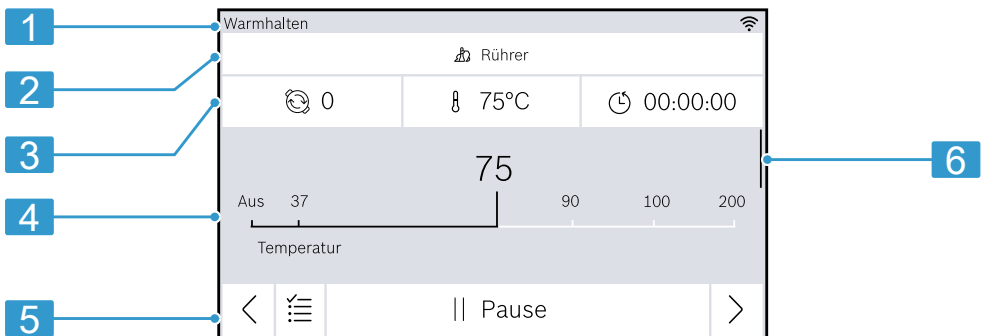 1
Warmhalten
2
Rührer
3
0 75°C 00:00:00
6
75
4
Aus 37 90 100 200
Temperatur
5
Pause